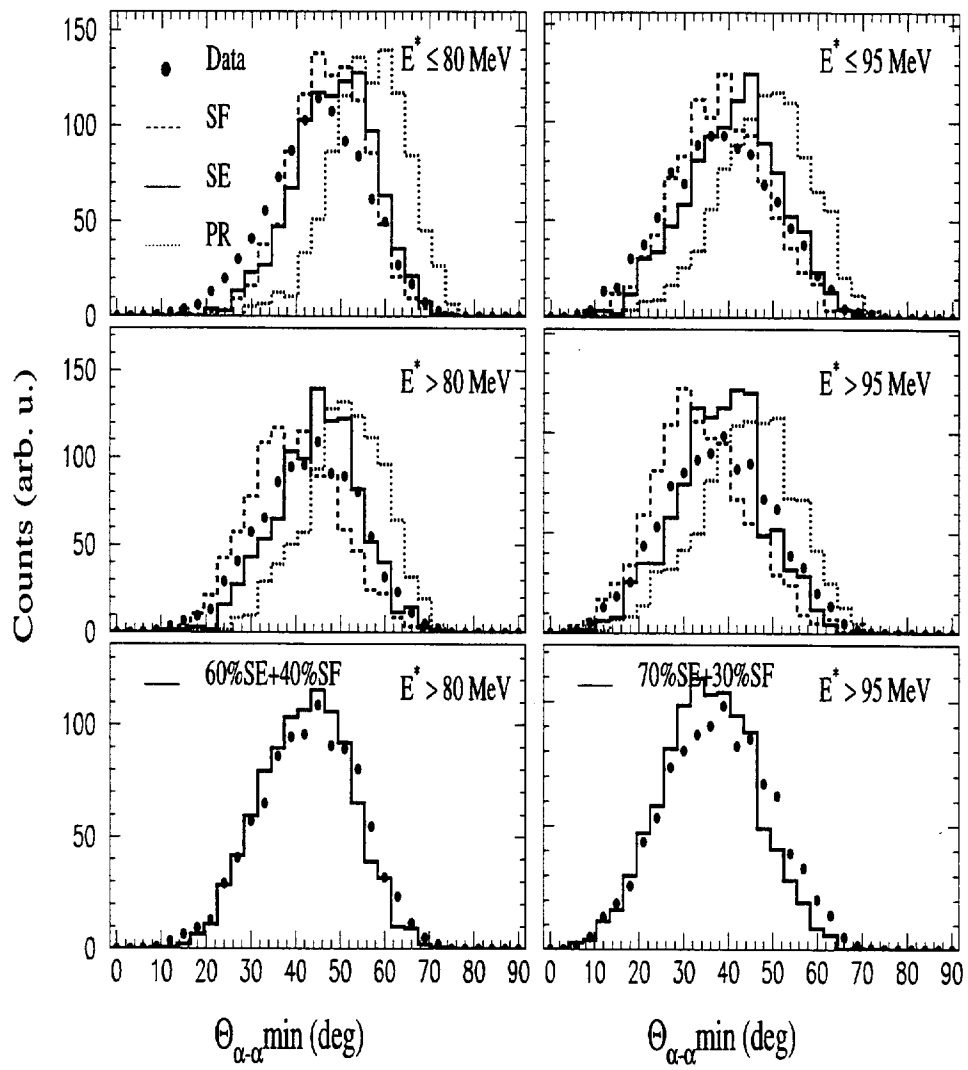 150
100
50
0
Data
SF
SE
PR
E* ≤ 80 MeV
E* ≤ 95 MeV
150
100
50
0
E* > 80 MeV
E* > 95 MeV
Counts (arb. u.)
100
50
0
60%SE+40%SF
E* > 80 MeV
70%SE+30%SF
E* > 95 MeV
0 10 20 30 40 50 60 70 80 90
0 10 20 30 40 50 60 70 80 90
Θα-α min (deg)
Θα-α min (deg)